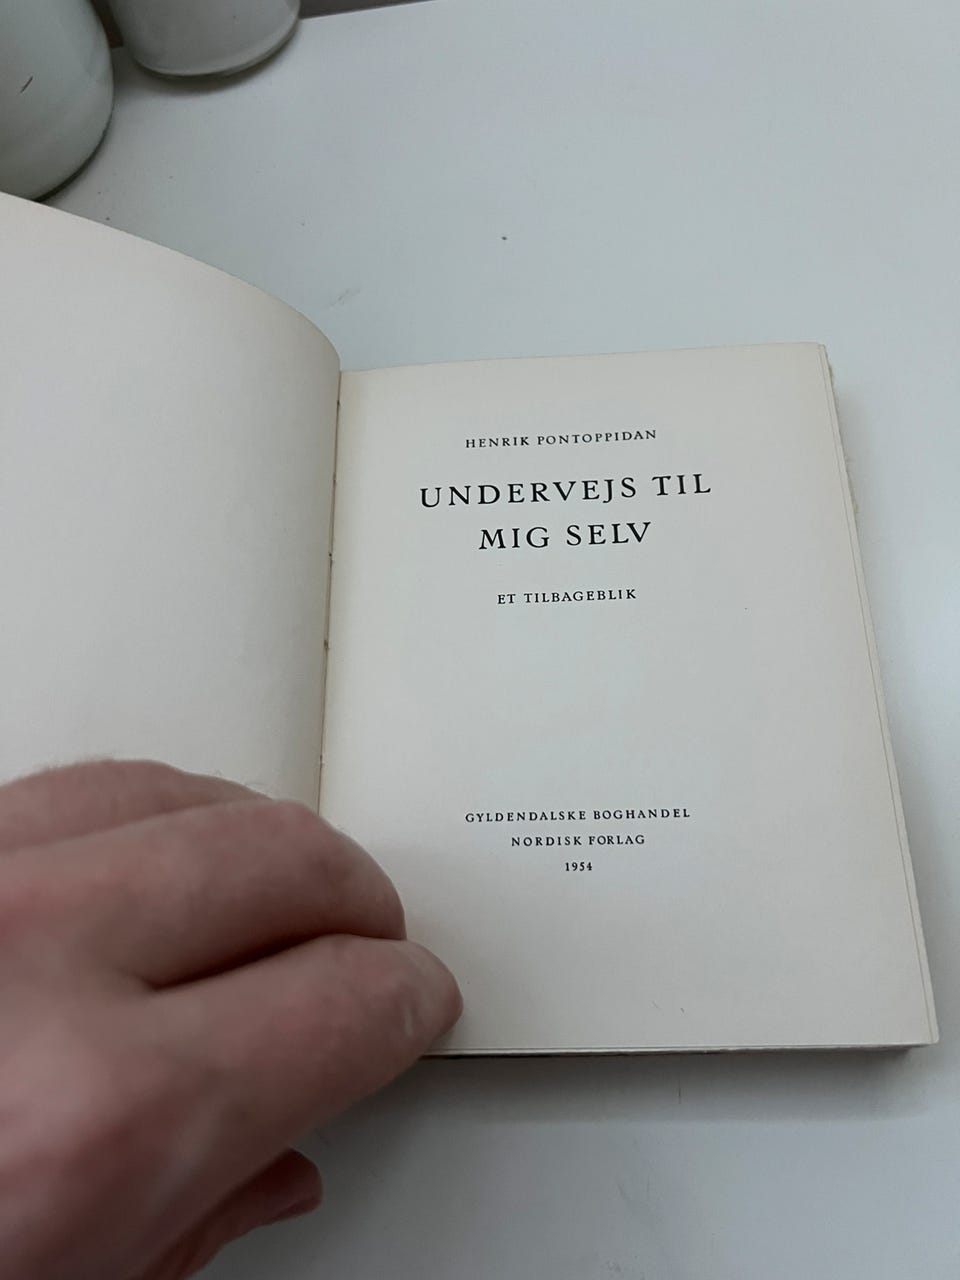 HENRIK PONTOPPIDAN
UNDERVEJS TIL
MIG SELV
ET TILBAGEBLIK
GYLDENDALSKE BOGHANDEL
NORDISK FORLAG
1954